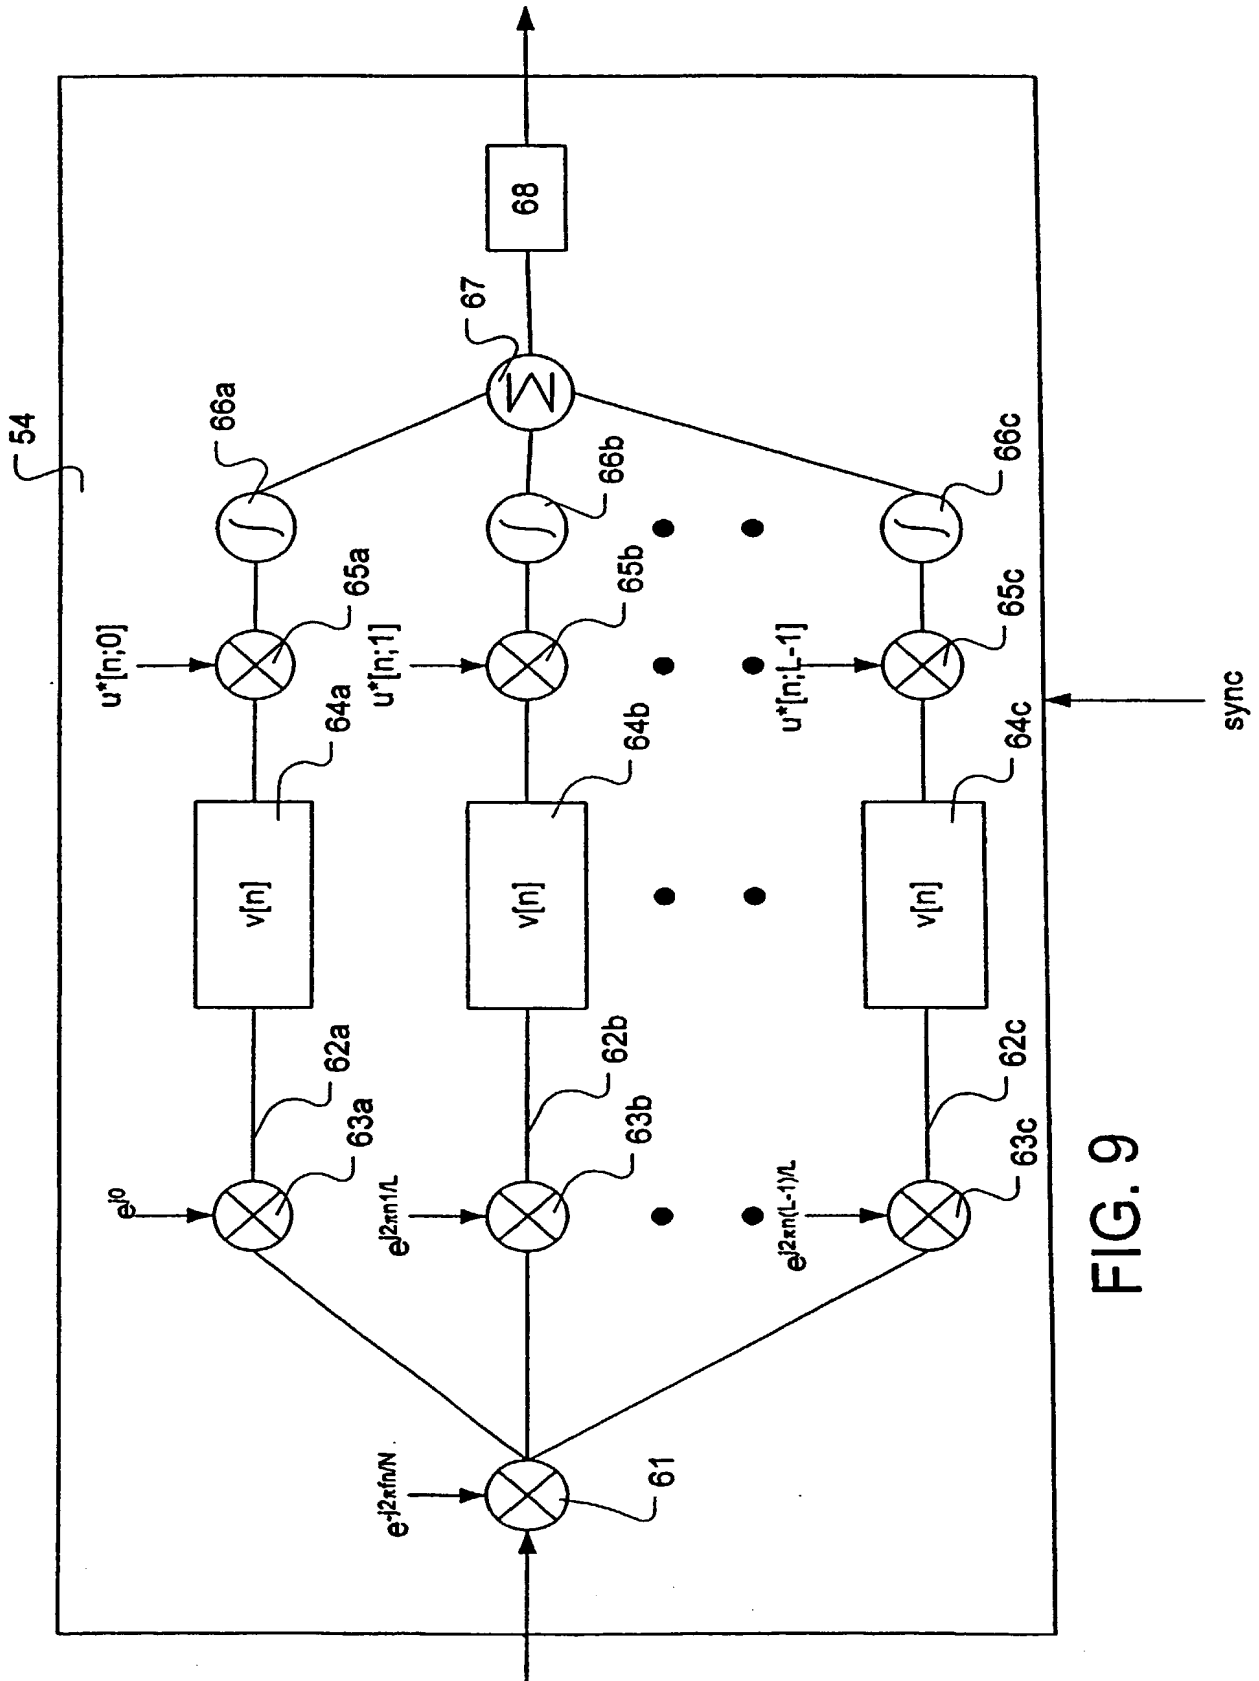 54
e^j0
63a
62a
v[n]
64a
u*[n;0]
65a
66a
e^-j2πfn/N
61
e^j2πn1/L
63b
62b
v[n]
64b
u*[n;1]
65b
66b
Σ
67
68
e^j2πn(L-1)/L
63c
62c
v[n]
64c
u*[n;L-1]
65c
66c
sync
FIG. 9